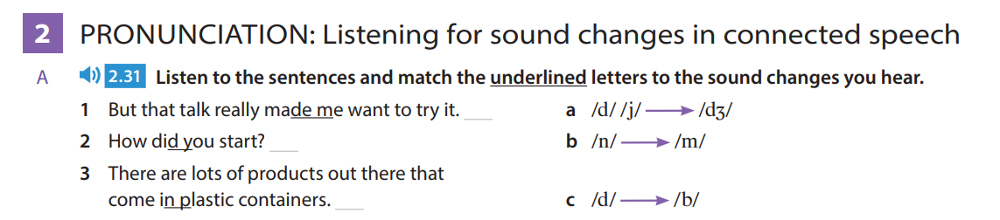 2 PRONUNCIATION: Listening for sound changes in connected speech
A 2.31 Listen to the sentences and match the underlined letters to the sound changes you hear.
1 But that talk really made me want to try it. ___ a /d/ /j/ → /dʒ/
2 How did you start? ___ b /n/ → /m/
3 There are lots of products out there that
come in plastic containers. ___ c /d/ → /b/